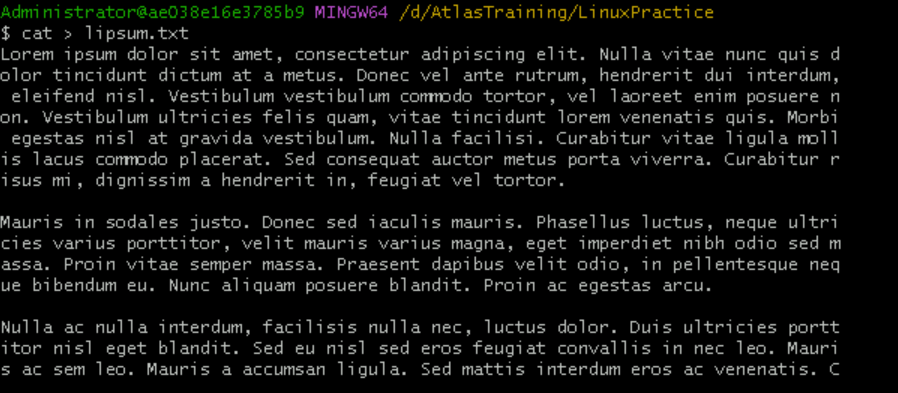 Administrator@ae038e16e3785b9 MINGW64 /d/AtlasTraining/LinuxPractice
$ cat > lipsum.txt
Lorem ipsum dolor sit amet, consectetur adipiscing elit. Nulla vitae nunc quis d
olor tincidunt dictum at a metus. Donec vel ante rutrum, hendrerit dui interdum,
 eleifend nisl. Vestibulum vestibulum commodo tortor, vel laoreet enim posuere n
on. Vestibulum ultricies felis quam, vitae tincidunt lorem venenatis quis. Morbi
 egestas nisl at gravida vestibulum. Nulla facilisi. Curabitur vitae ligula moll
is lacus commodo placerat. Sed consequat auctor metus porta viverra. Curabitur r
isus mi, dignissim a hendrerit in, feugiat vel tortor.

Mauris in sodales justo. Donec sed iaculis mauris. Phasellus luctus, neque ultri
cies varius porttitor, velit mauris varius magna, eget imperdiet nibh odio sed m
assa. Proin vitae semper massa. Praesent dapibus velit odio, in pellentesque neq
ue bibendum eu. Nunc aliquam posuere blandit. Proin ac egestas arcu.

Nulla ac nulla interdum, facilisis nulla nec, luctus dolor. Duis ultricies portt
itor nisl eget blandit. Sed eu nisl sed eros feugiat convallis in nec leo. Mauri
s ac sem leo. Mauris a accumsan ligula. Sed mattis interdum eros ac venenatis. C